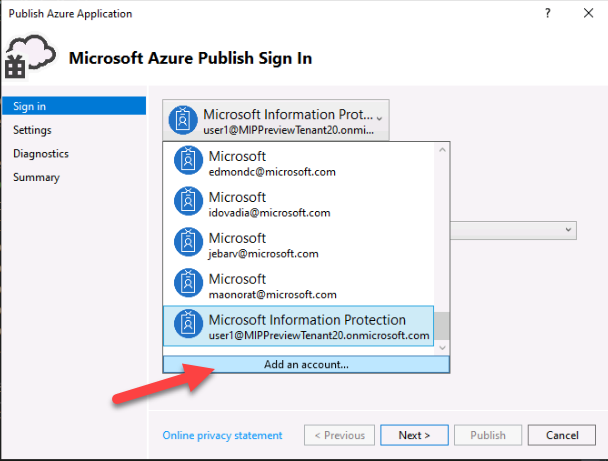 Publish Azure Application
?
Microsoft Azure Publish Sign In
Sign in
Settings
Diagnostics
Summary
Microsoft Information Prot...
user1@MIPPreviewTenant20.onmi...
Microsoft
edmondc@microsoft.com
Microsoft
idovadia@microsoft.com
Microsoft
jebarv@microsoft.com
Microsoft
maonorat@microsoft.com
Microsoft Information Protection
user1@MIPPreviewTenant20.onmicrosoft.com
Add an account...
Online privacy statement
< Previous
Next >
Publish
Cancel